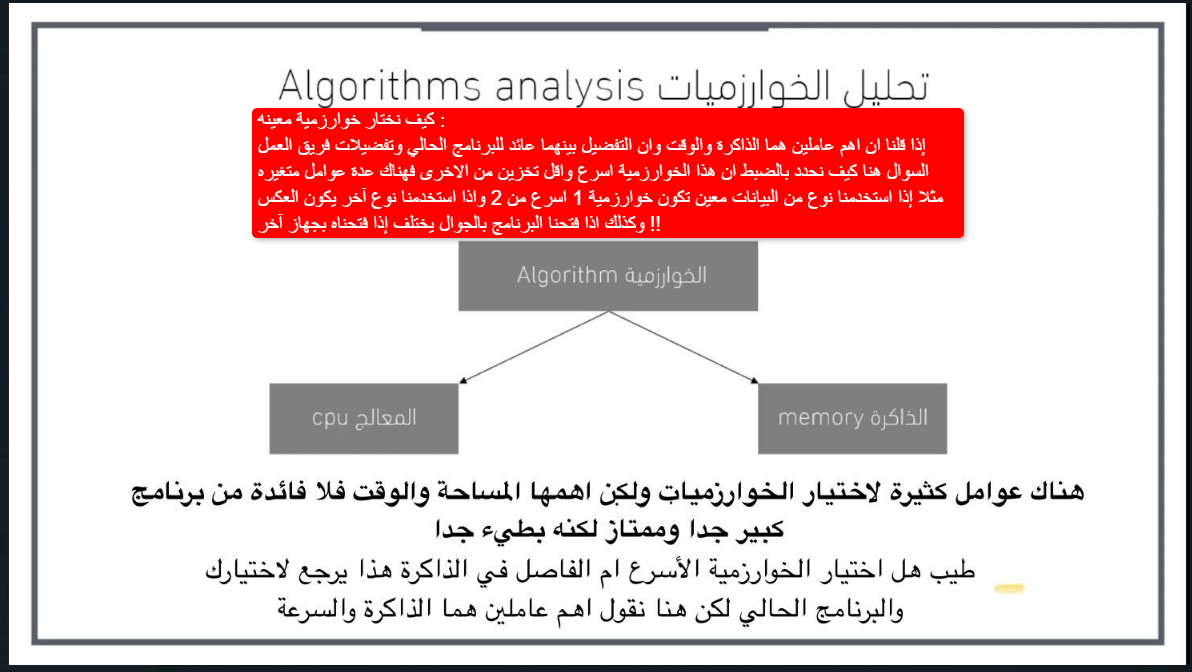 تحليل الخوارزميات Algorithms analysis
كيف نختار خوارزمية معينه :
إذا قلنا ان اهم عاملين هما الذاكرة والوقت وان التفضيل بينهما عائد للبرنامج الحالي وتفضيلات فريق العمل
السوال هنا كيف نحدد بالضبط ان هذا الخوارزمية اسرع واقل تخزين من الاخرى فهناك عدة عوامل متغيره
مثلا إذا استخدمنا نوع من البيانات معين تكون خوارزمية 1 اسرع من 2 واذا استخدمنا نوع آخر يكون العكس
وكذلك اذا فتحنا البرنامج بالجوال يختلف إذا فتحناه بجهاز آخر !!
الخوارزمية Algorithm
الذاكرة memory
المعالج cpu
هناك عوامل كثيرة لاختيار الخوارزميات ولكن اهمها المساحة والوقت فلا فائدة من برنامج
كبير جدا وممتاز لكنه بطيء جدا
طيب هل اختيار الخوارزمية الأسرع ام الفاصل في الذاكرة هذا يرجع لاختيارك
والبرنامج الحالي لكن هنا نقول اهم عاملين هما الذاكرة والسرعة